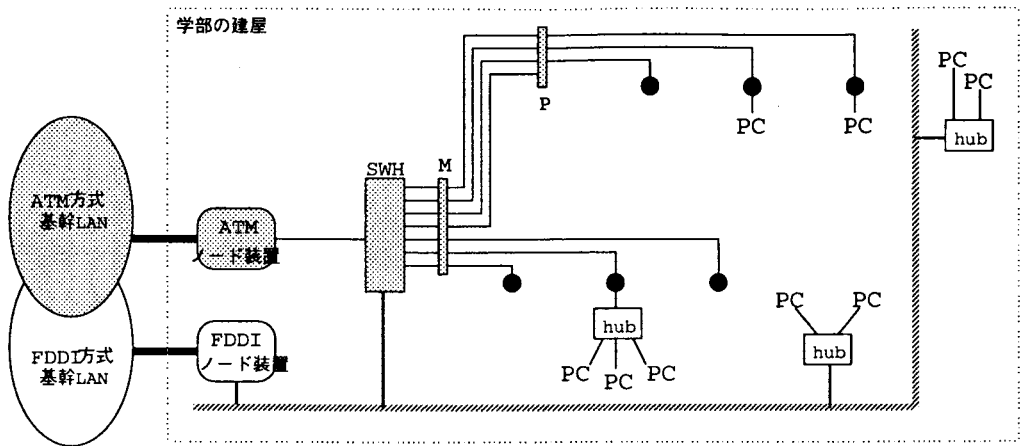 学部の建屋
P
PC
PC
PC
PC
hub
SWH
M
ATM方式
基幹LAN
ATM
ノード装置
FDDI方式
基幹LAN
FDDI
ノード装置
hub
PC
PC
PC
PC
PC
hub